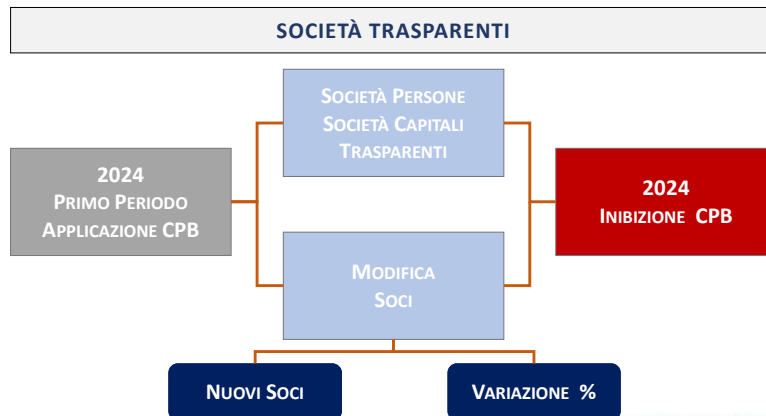 SOCIETÀ TRASPARENTI
SOCIETÀ PERSONE
SOCIETÀ CAPITALI
TRASPARENTI
2024
PRIMO PERIODO
APPLICAZIONE CPB
2024
INIBIZIONE CPB
MODIFICA
SOCI
NUOVI SOCI
VARIAZIONE %